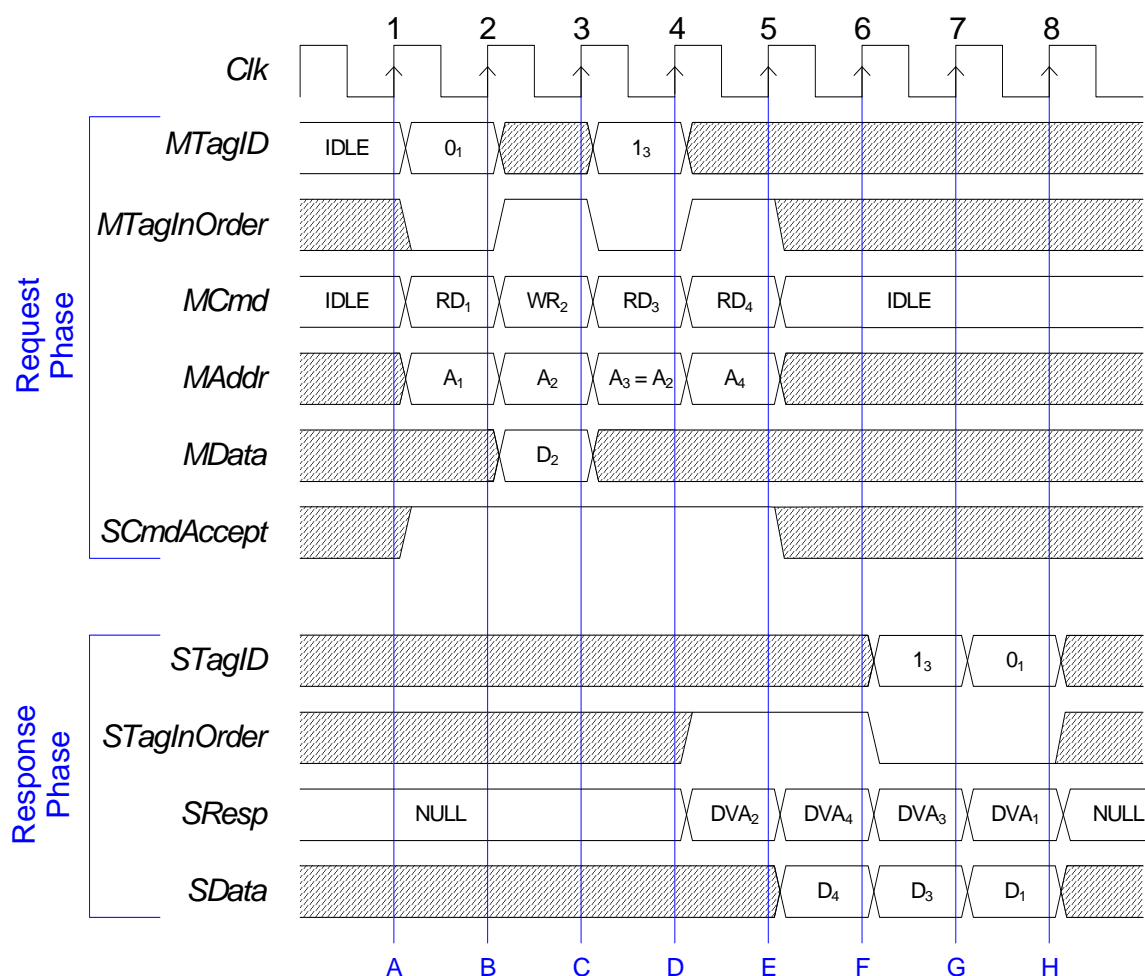 1 2 3 4 5 6 7 8
Clk
MTagID IDLE 0₁ 1₃
MTagInOrder
MCmd IDLE RD₁ WR₂ RD₃ RD₄ IDLE
MAddr A₁ A₂ A₃ = A₂ A₄
MData D₂
SCmdAccept
Request
Phase
STagID 1₃ 0₁
STagInOrder
SResp NULL DVA₂ DVA₄ DVA₃ DVA₁ NULL
SData D₄ D₃ D₁
Response
Phase
A B C D E F G H